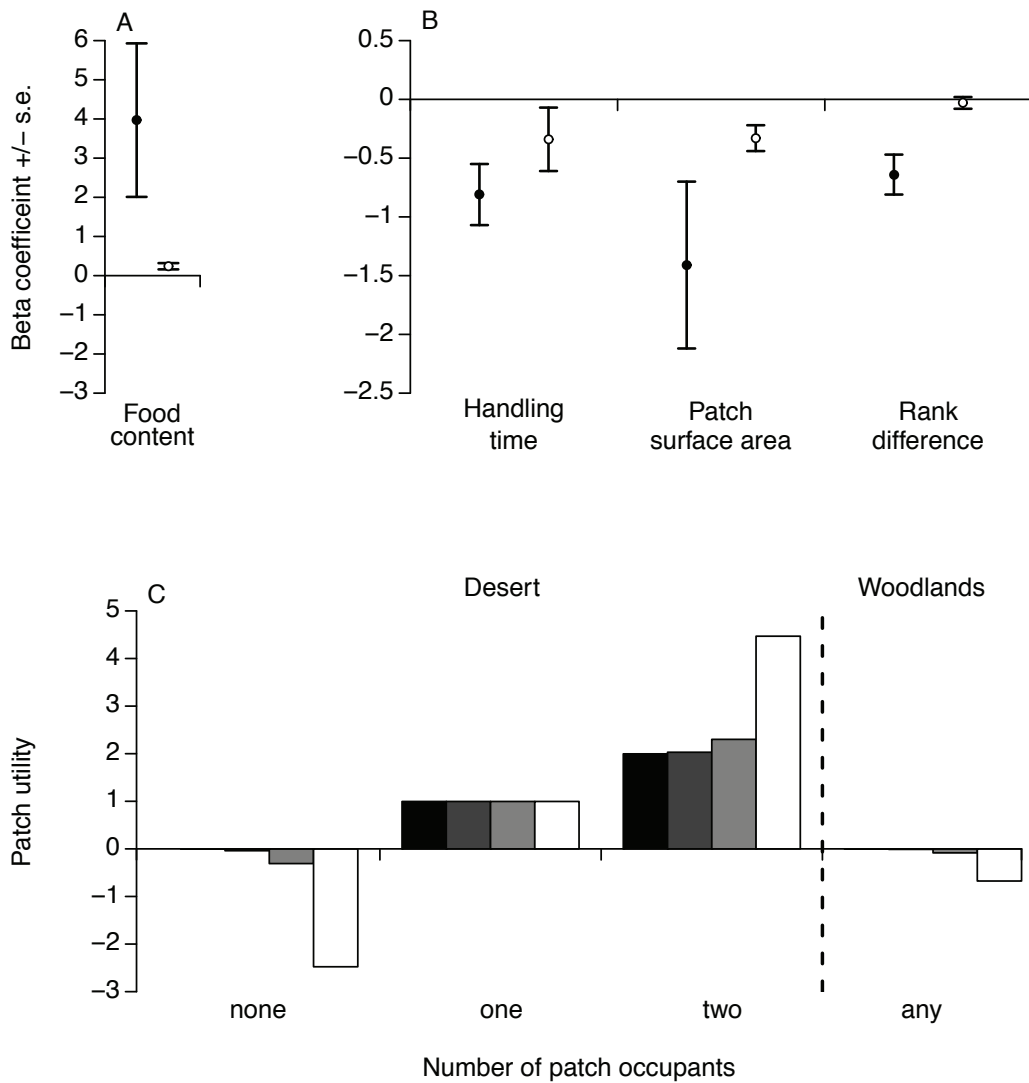 A
B
Beta coefficeint +/− s.e.
6
5
4
3
2
1
0
−1
−2
−3
Food
content
0.5
0
−0.5
−1
−1.5
−2
−2.5
Handling
time
Patch
surface area
Rank
difference
C
Desert
Woodlands
Patch utility
5
4
3
2
1
0
−1
−2
−3
none
one
two
any
Number of patch occupants